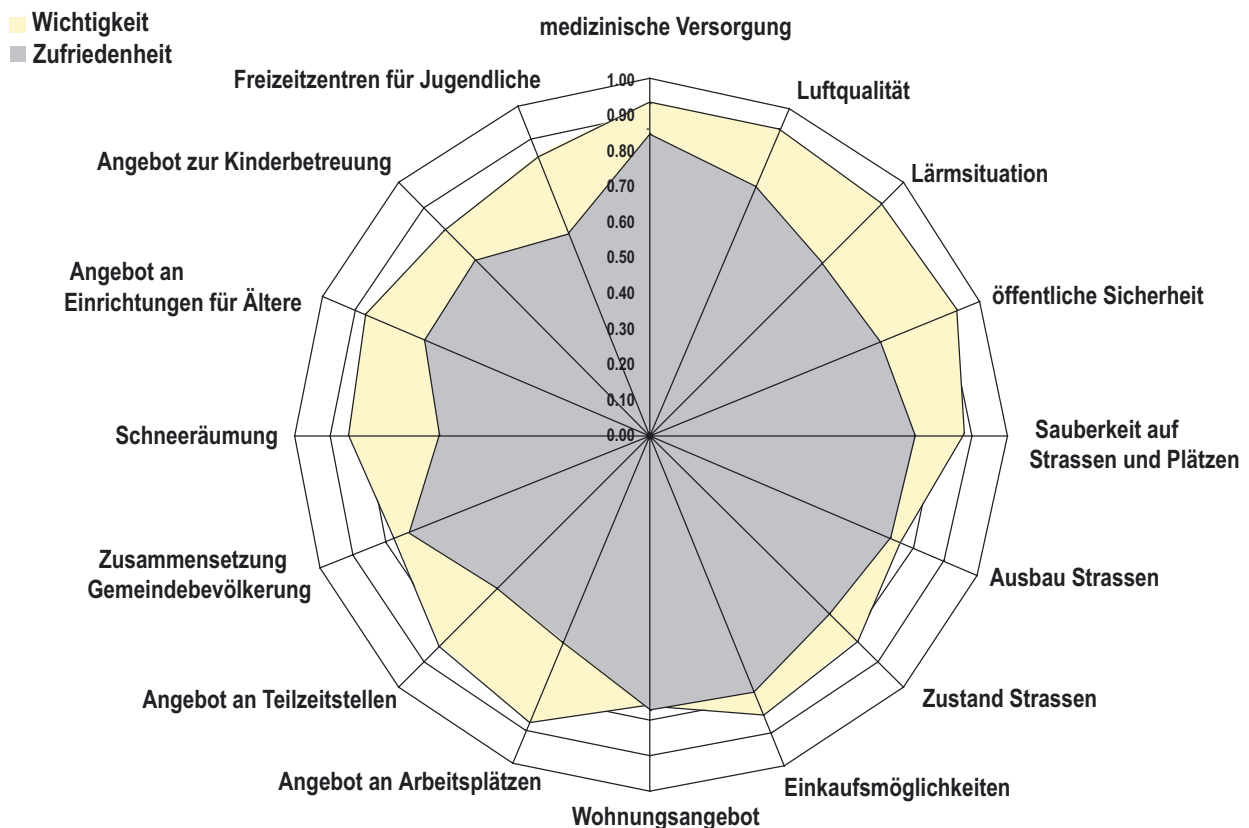 Wichtigkeit
Zufriedenheit
medizinische Versorgung
Luftqualität
Lärmsituation
öffentliche Sicherheit
Sauberkeit auf
Strassen und Plätzen
Ausbau Strassen
Zustand Strassen
Einkaufsmöglichkeiten
Wohnungsangebot
Angebot an Arbeitsplätzen
Angebot an Teilzeitstellen
Zusammensetzung
Gemeindebevölkerung
Schneeräumung
Angebot an
Einrichtungen für Ältere
Angebot zur Kinderbetreuung
Freizeitzentren für Jugendliche
1.00
0.90
0.80
0.70
0.60
0.50
0.40
0.30
0.20
0.10
0.00